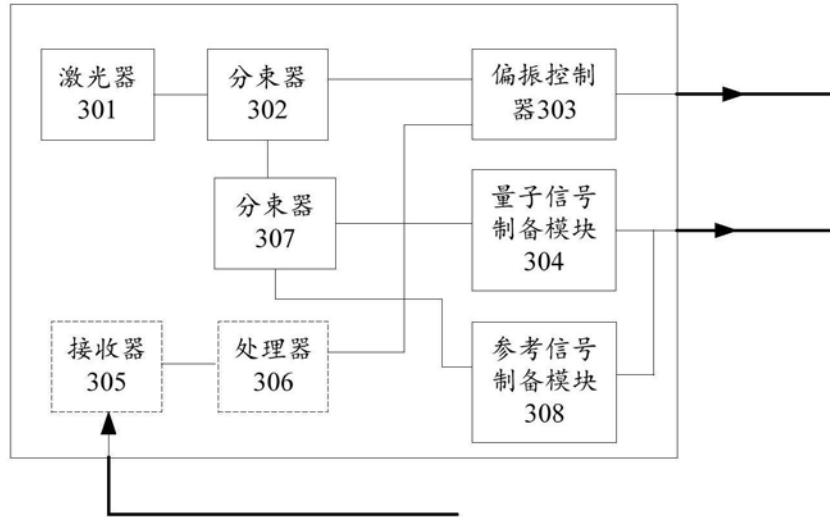 激光器
301
分束器
302
偏振控制
器303
分束器
307
量子信号
制备模块
304
接收器
305
处理器
306
参考信号
制备模块
308